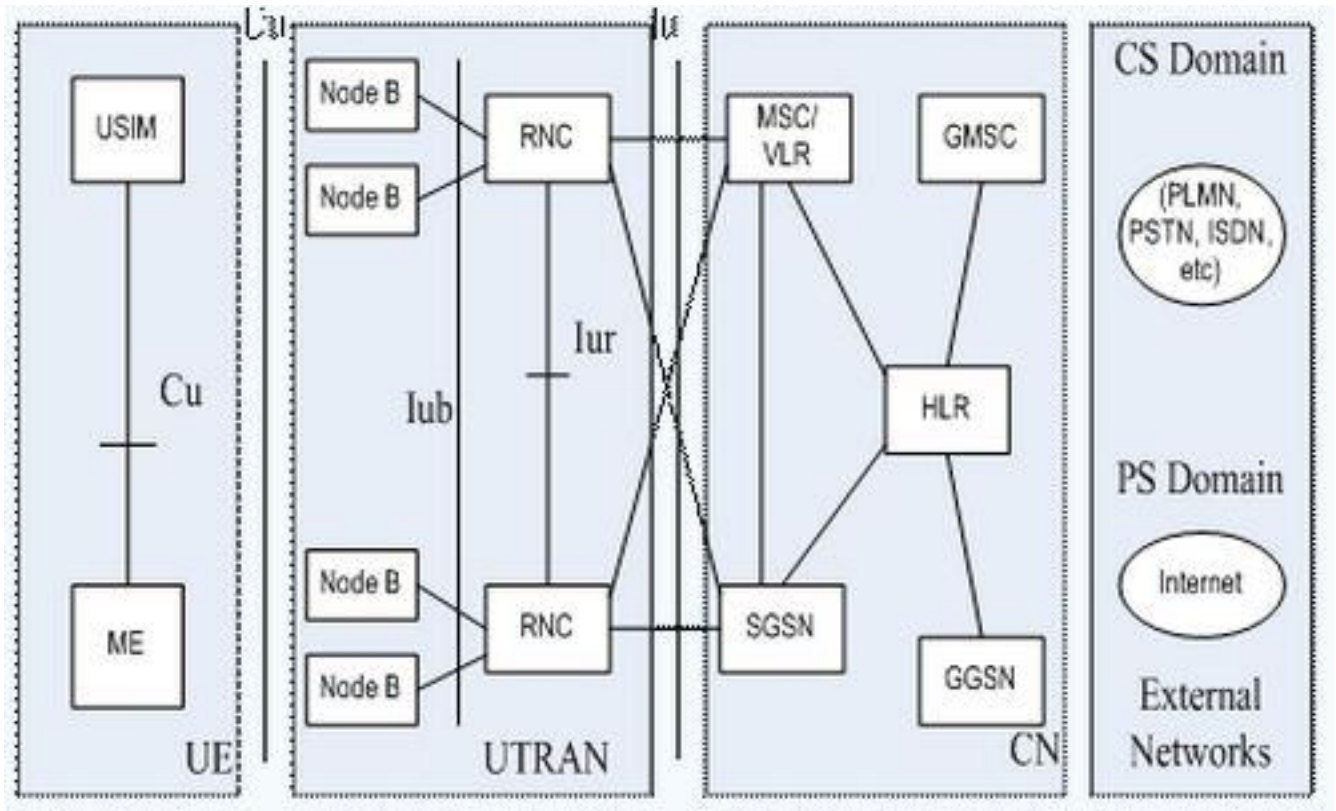 USIM
Cu
ME
UE
Node B
Node B
RNC
Iur
Iub
Node B
Node B
RNC
UTRAN
MSC/
VLR
GMSC
HLR
SGSN
GGSN
CN
CS Domain
(PLMN,
PSTN, ISDN,
etc)
PS Domain
Internet
External
Networks